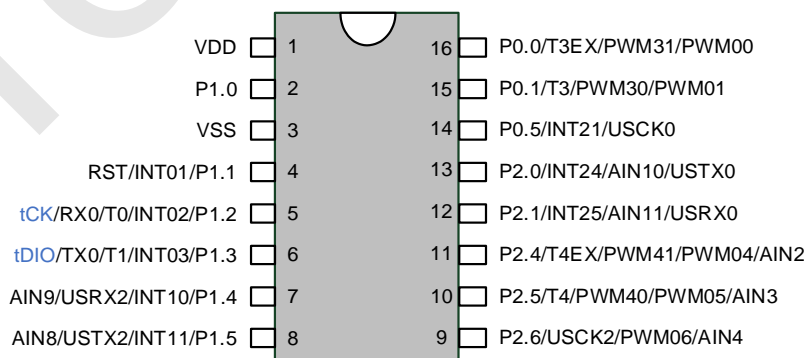 VDD 1 16 P0.0/T3EX/PWM31/PWM00
P1.0 2 15 P0.1/T3/PWM30/PWM01
VSS 3 14 P0.5/INT21/USCK0
RST/INT01/P1.1 4 13 P2.0/INT24/AIN10/USTX0
tCK/RX0/T0/INT02/P1.2 5 12 P2.1/INT25/AIN11/USRX0
tDIO/TX0/T1/INT03/P1.3 6 11 P2.4/T4EX/PWM41/PWM04/AIN2
AIN9/USRX2/INT10/P1.4 7 10 P2.5/T4/PWM40/PWM05/AIN3
AIN8/USTX2/INT11/P1.5 8 9 P2.6/USCK2/PWM06/AIN4